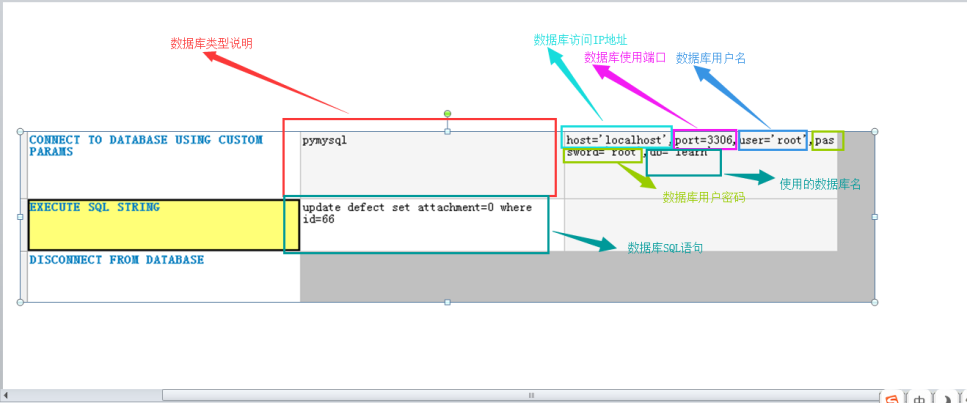 数据库类型说明
数据库访问IP地址
数据库使用端口
数据库用户名
CONNECT TO DATABASE USING CUSTOM
PARAMS
pymysql
host='localhost',port=3306,user='root',pas
sword='root',db='learn'
使用的数据库名
数据库用户密码
EXECUTE SQL STRING
update defect set attachment=0 where
id=66
数据库SQL语句
DISCONNECT FROM DATABASE
中